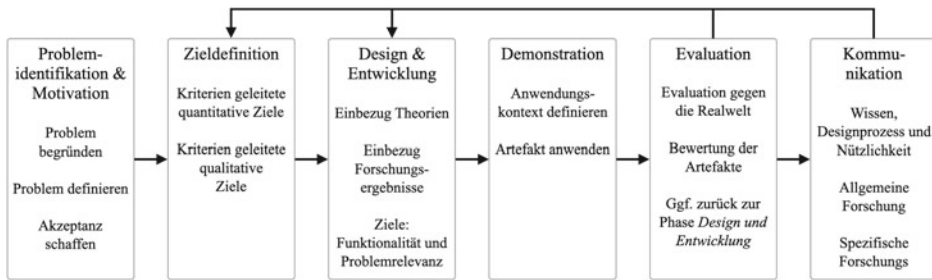 Problem-
identifikation &
Motivation
Problem
begründen
Problem definieren
Akzeptanz
schaffen
Zieldefinition
Kriterien geleitete
quantitative Ziele
Kriterien geleitete
qualitative
Ziele
Design &
Entwicklung
Einbezug Theorien
Einbezug
Forschungs-
ergebnisse
Ziele:
Funktionalität und
Problemrelevanz
Demonstration
Anwendungs-
kontext definieren
Artefakt anwenden
Evaluation
Evaluation gegen
die Realwelt
Bewertung der
Artefakte
Ggf. zurück zur
Phase Design und
Entwicklung
Kommu-
nikation
Wissen,
Designprozess und
Nützlichkeit
Allgemeine
Forschung
Spezifische
Forschungs